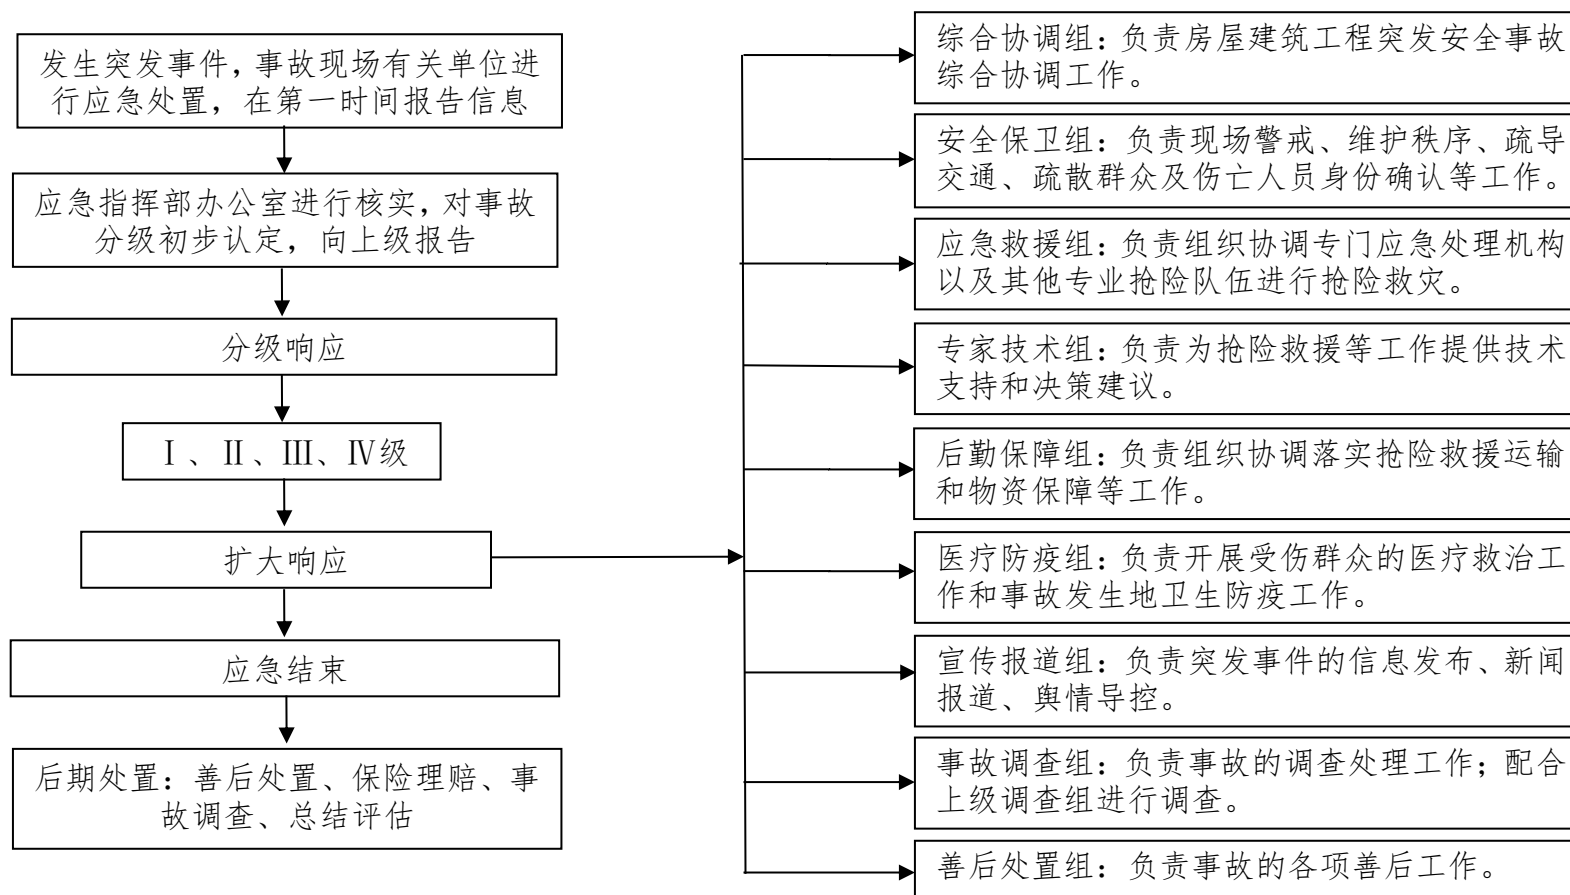 发生突发事件，事故现场有关单位进
行应急处置，在第一时间报告信息
应急指挥部办公室进行核实，对事故
分级初步认定，向上级报告
分级响应
Ⅰ、Ⅱ、Ⅲ、Ⅳ级
扩大响应
应急结束
后期处置：善后处置、保险理赔、事
故调查、总结评估
综合协调组：负责房屋建筑工程突发安全事故
综合协调工作。
安全保卫组：负责现场警戒、维护秩序、疏导
交通、疏散群众及伤亡人员身份确认等工作。
应急救援组：负责组织协调专门应急处理机构
以及其他专业抢险队伍进行抢险救灾。
专家技术组：负责为抢险救援等工作提供技术
支持和决策建议。
后勤保障组：负责组织协调落实抢险救援运输
和物资保障等工作。
医疗防疫组：负责开展受伤群众的医疗救治工
作和事故发生地卫生防疫工作。
宣传报道组：负责突发事件的信息发布、新闻
报道、舆情导控。
事故调查组：负责事故的调查处理工作；配合
上级调查组进行调查。
善后处置组：负责事故的各项善后工作。